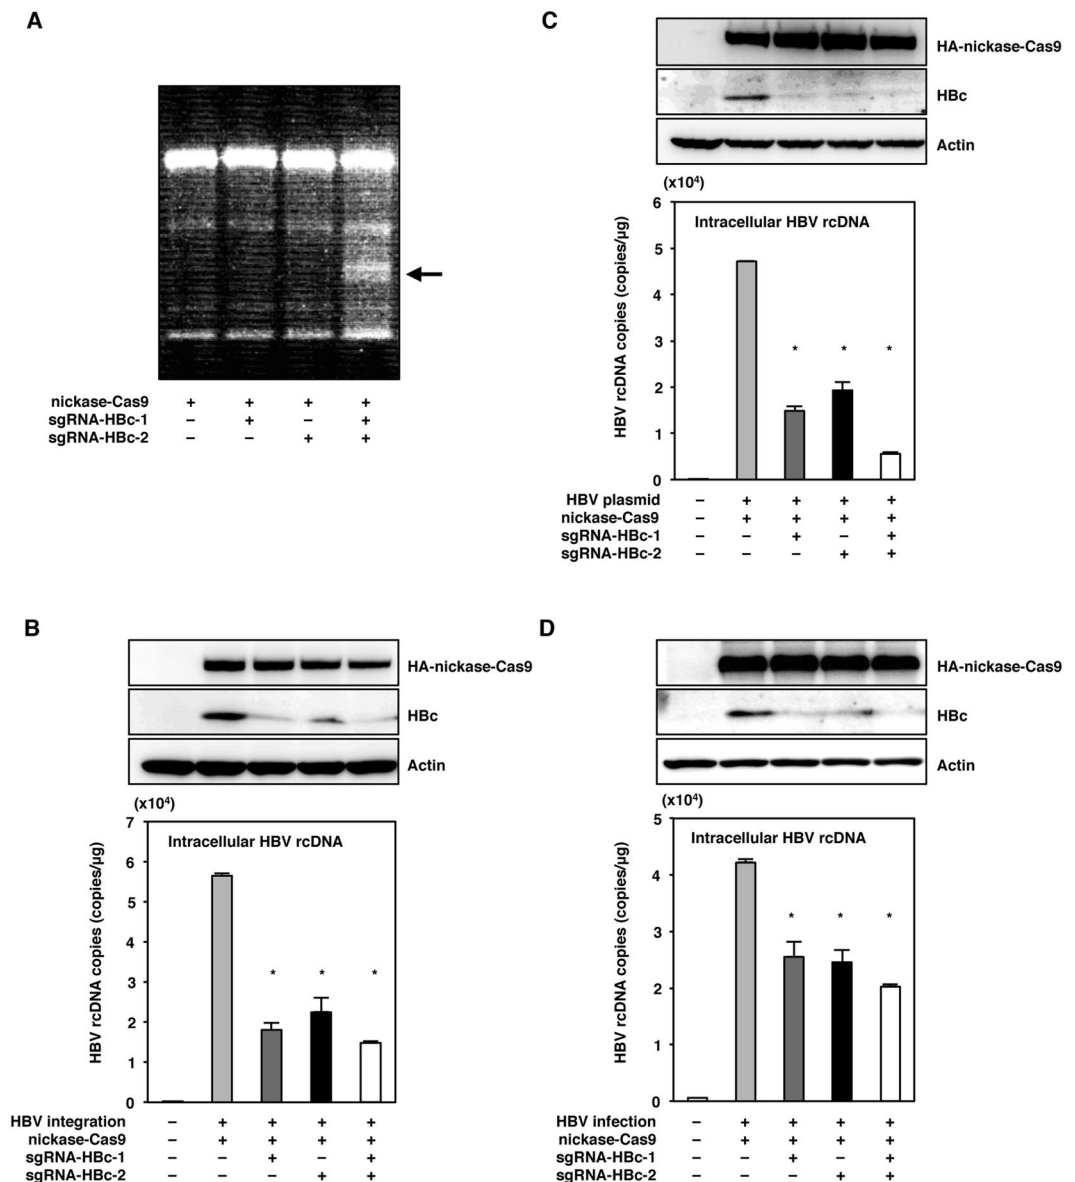 A
nickase-Cas9 + + + +
sgRNA-HBc-1 – + – +
sgRNA-HBc-2 – – + +
C
HA-nickase-Cas9
HBc
Actin
(x10⁴)
Intracellular HBV rcDNA
HBV rcDNA copies (copies/µg)
6
5
4
3
2
1
0
* * *
HBV plasmid – + + + +
nickase-Cas9 – + + + +
sgRNA-HBc-1 – – + – +
sgRNA-HBc-2 – – – + +
B
HA-nickase-Cas9
HBc
Actin
(x10⁴)
Intracellular HBV rcDNA
HBV rcDNA copies (copies/µg)
7
6
5
4
3
2
1
0
* * *
HBV integration – + + + +
nickase-Cas9 – + + + +
sgRNA-HBc-1 – – + – +
sgRNA-HBc-2 – – – + +
D
HA-nickase-Cas9
HBc
Actin
(x10⁴)
Intracellular HBV rcDNA
HBV rcDNA copies (copies/µg)
5
4
3
2
1
0
* * *
HBV infection – + + + +
nickase-Cas9 – + + + +
sgRNA-HBc-1 – – + – +
sgRNA-HBc-2 – – – + +